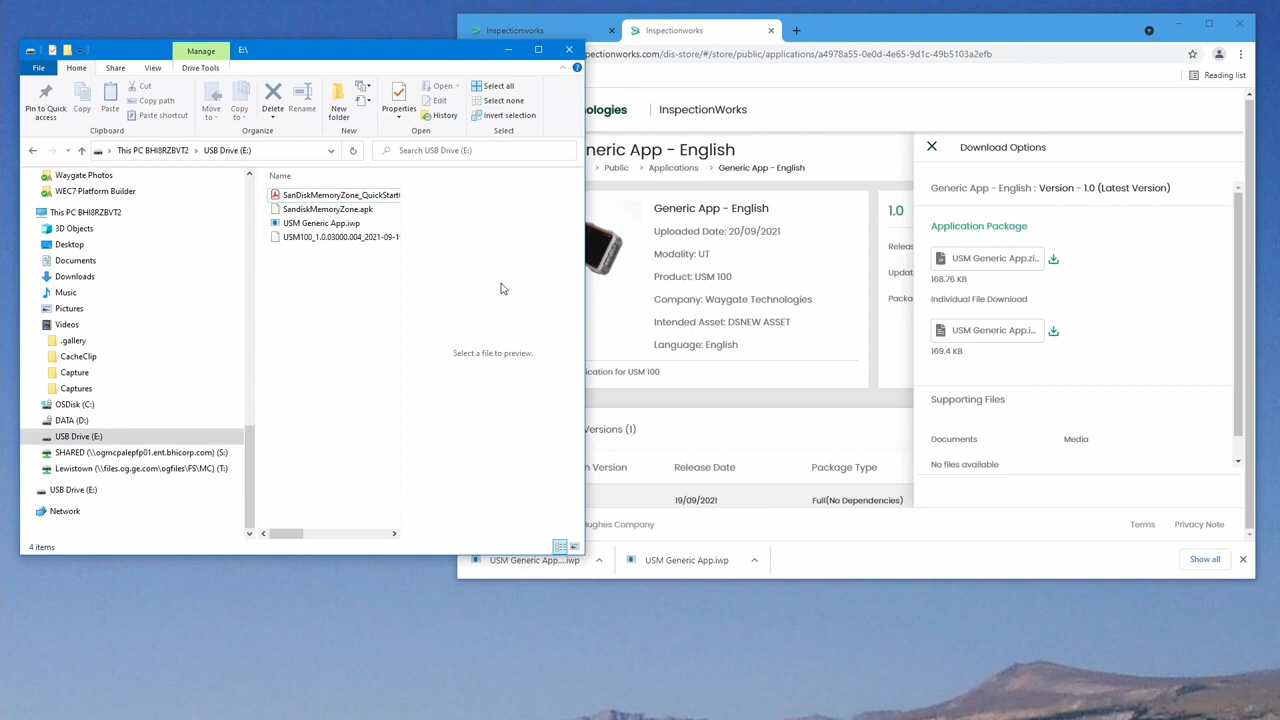 Manage
E:\
File
Home
Share
View
Drive Tools
Pin to Quick access
Copy
Paste
Cut
Copy path
Paste shortcut
Clipboard
Move to
Copy to
Delete
Rename
Organize
New folder
New
Properties
Open
Edit
History
Open
Select all
Select none
Invert selection
Select
This PC BHI8RZBVT2 > USB Drive (E:)
Search USB Drive (E:)
Waygate Photos
WEC7 Platform Builder
This PC BHI8RZBVT2
3D Objects
Desktop
Documents
Downloads
Music
Pictures
Videos
.gallery
CacheClip
Capture
Captures
OSDisk (C:)
DATA (D:)
USB Drive (E:)
SHARED (\\ogmcpalepfp01.ent.bhicorp.com) (S:)
Lewistown (\\files.og.ge.com\ogfiles\FS\MC) (T:)
USB Drive (E:)
Network
Name
SanDiskMemoryZone_QuickStart
SandiskMemoryZone.apk
USM Generic App.iwp
USM100_1.0.03000.004_2021-09-1
Select a file to preview.
4 items
Inspectionworks
Inspectionworks
pectionworks.com/dis-store/#/store/public/applications/a4978a55-0e0d-4e65-9d1c-49b5103a2efb
Reading list
ologies | InspectionWorks
neric App - English
> Public > Applications > Generic App - English
Generic App - English
Uploaded Date: 20/09/2021
Modality: UT
Product: USM 100
Company: Waygate Technologies
Intended Asset: DSNEW ASSET
Language: English
ication for USM 100
1.0
Releas
Updat
Packa
Versions (1)
n Version
Release Date
Package Type
19/09/2021
Full(No Dependencies)
Download Options
Generic App - English : Version - 1.0 (Latest Version)
Application Package
USM Generic App.zi...
168.76 KB
Individual File Download
USM Generic App.i...
169.4 KB
Supporting Files
Documents
Media
No files available
ughes Company
Terms
Privacy Note
USM Generic App....iwp
USM Generic App.iwp
Show all